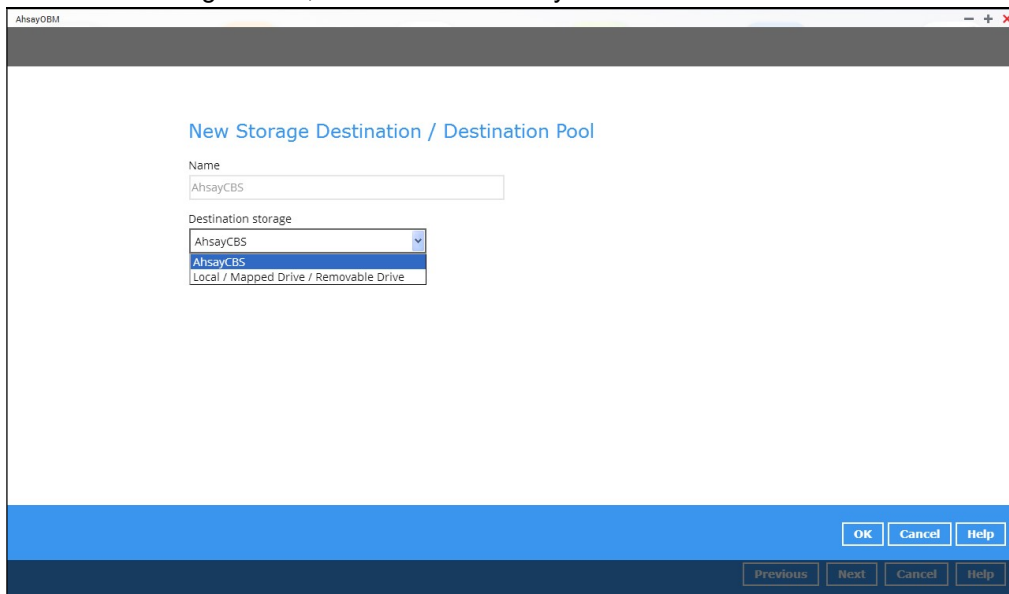 AhsayOBM
New Storage Destination / Destination Pool
Name
AhsayCBS
Destination storage
AhsayCBS
AhsayCBS
Local / Mapped Drive / Removable Drive
OK Cancel Help
Previous Next Cancel Help